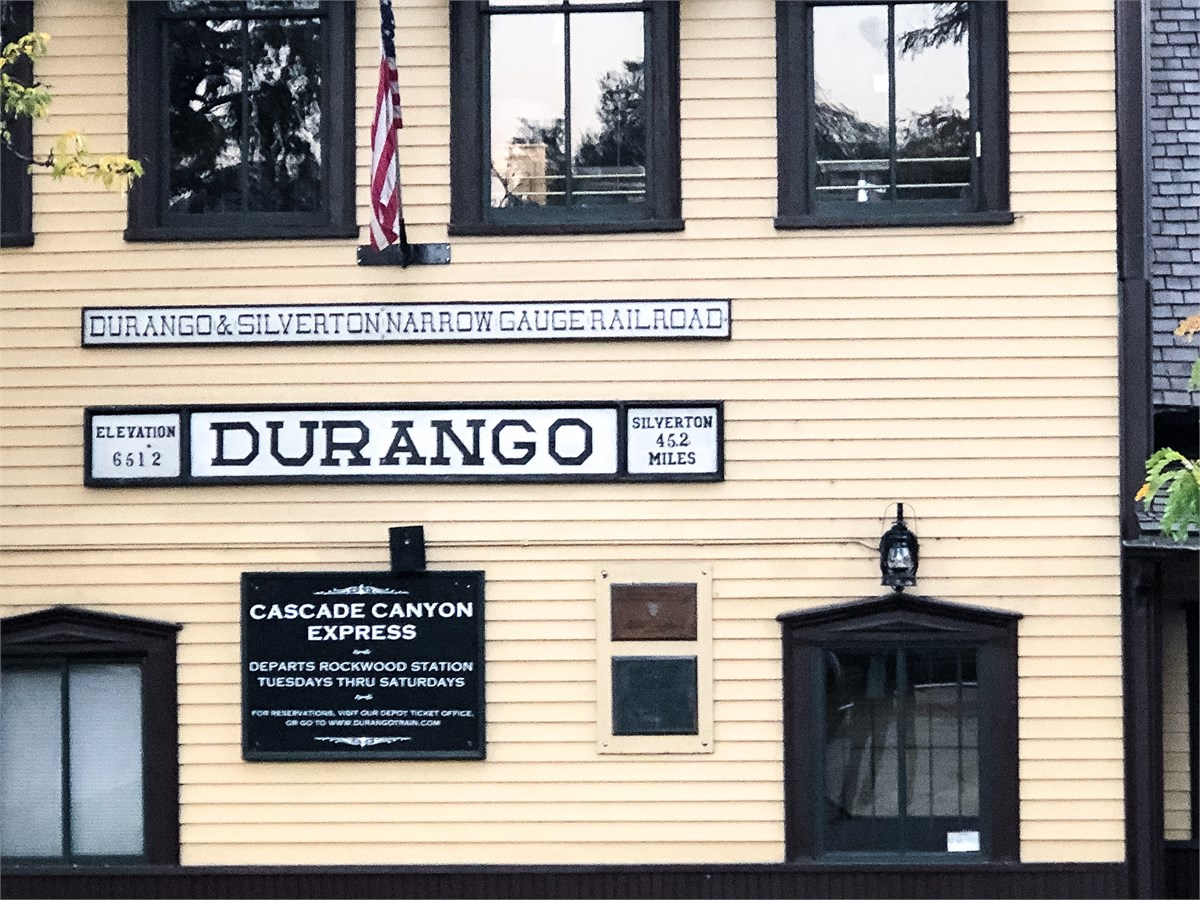 DURANGO & SILVERTON NARROW GAUGE RAILROAD
ELEVATION
6512
DURANGO
SILVERTON
45.2
MILES
CASCADE CANYON
EXPRESS
DEPARTS ROCKWOOD STATION
TUESDAYS THRU SATURDAYS
FOR RESERVATIONS, VISIT OUR DEPOT TICKET OFFICE,
OR GO TO WWW.DURANGOTRAIN.COM